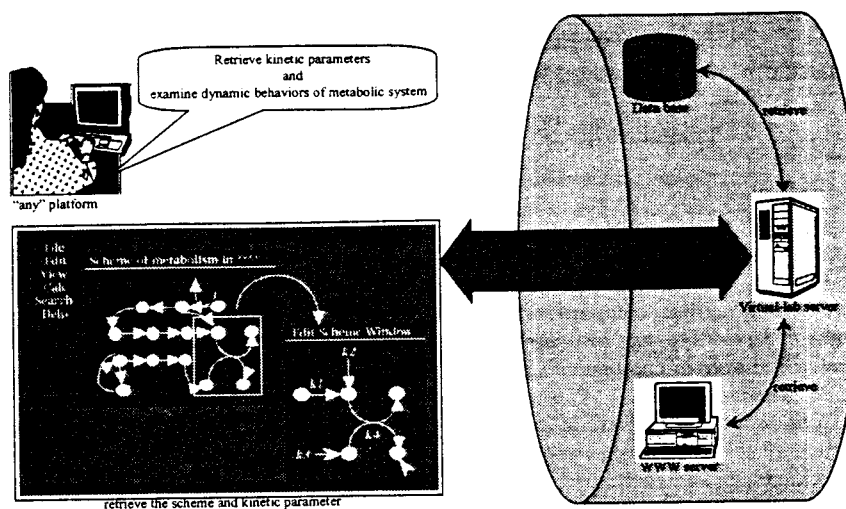 Retrieve kinetic parameters
and
examine dynamic behaviors of metabolic system
"any" platform
File
Edit
View
Calc
Search
Help
Scheme of metabolism in ????
Edit Scheme Window
k2
k1
k4
k3
retrieve the scheme and kinetic parameter
Data base
retrieve
Virtual-lab server
retrieve
WWW server